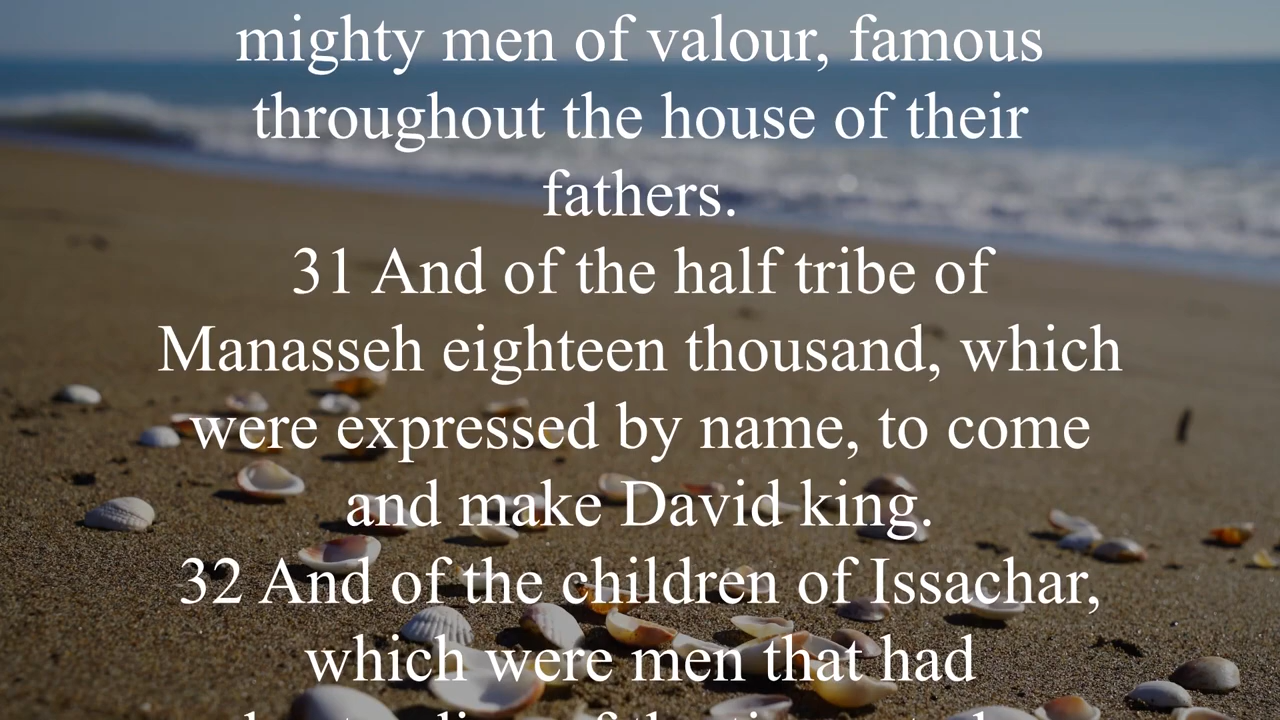 mighty men of valour, famous
throughout the house of their
fathers.
31 And of the half tribe of
Manasseh eighteen thousand, which
were expressed by name, to come
and make David king.
32 And of the children of Issachar,
which were men that had